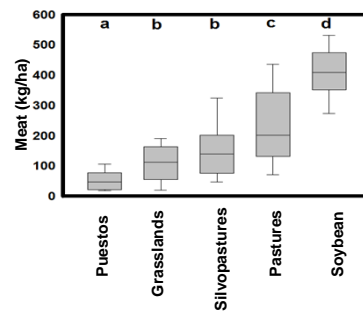 600
500
400
300
200
100
0
Meat (kg/ha)
a b b c d
Puestos
Grasslands
Silvopastures
Pastures
Soybean